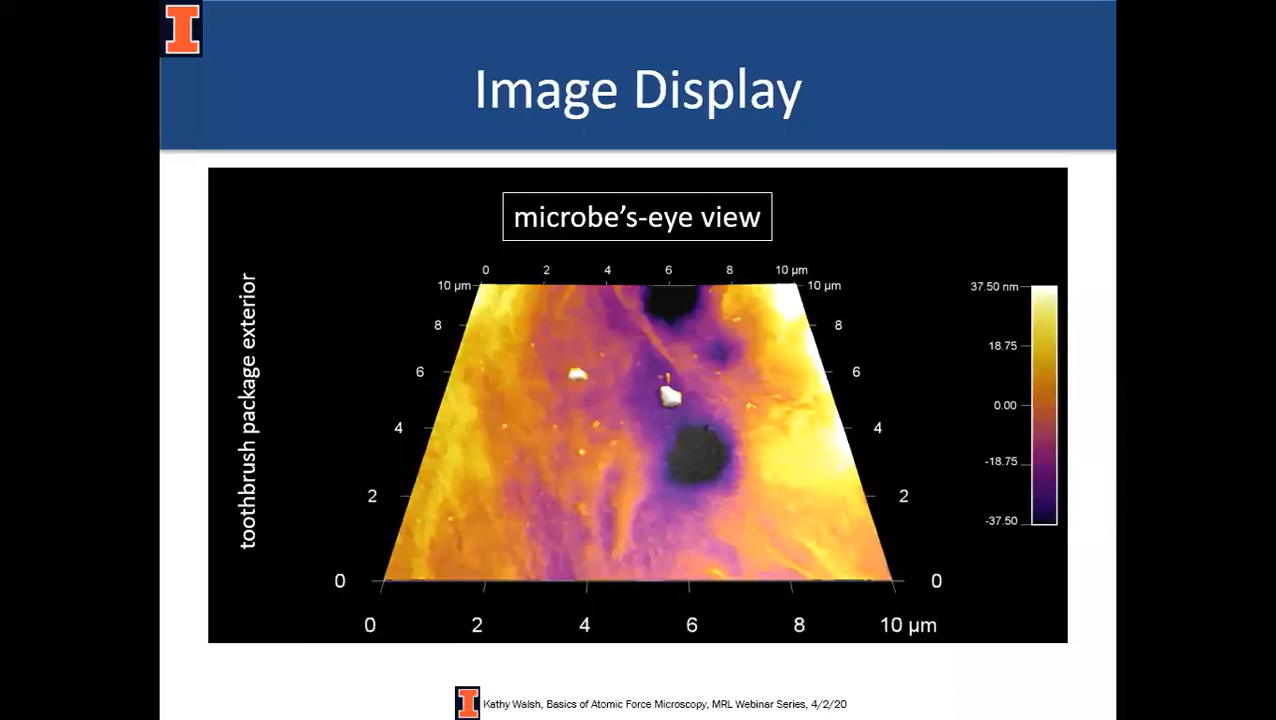 I
Image Display
microbe's-eye view
toothbrush package exterior
0 2 4 6 8 10 µm
10 µm 10 µm
8 8
6 6
4 4
2 2
0 0
0 2 4 6 8 10 µm
37.50 nm
18.75
0.00
-18.75
-37.50
I Kathy Walsh, Basics of Atomic Force Microscopy, MRL Webinar Series, 4/2/20